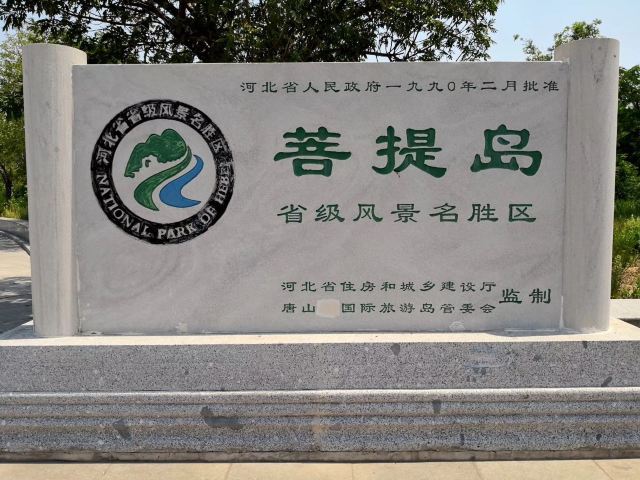 河北省人民政府一九九0年二月批准
河北省省级风景名胜区
NATIONAL PARK OF HEBEI
菩提岛
省级风景名胜区
河北省住房和城乡建设厅
唐山 国际旅游岛管委会
监制